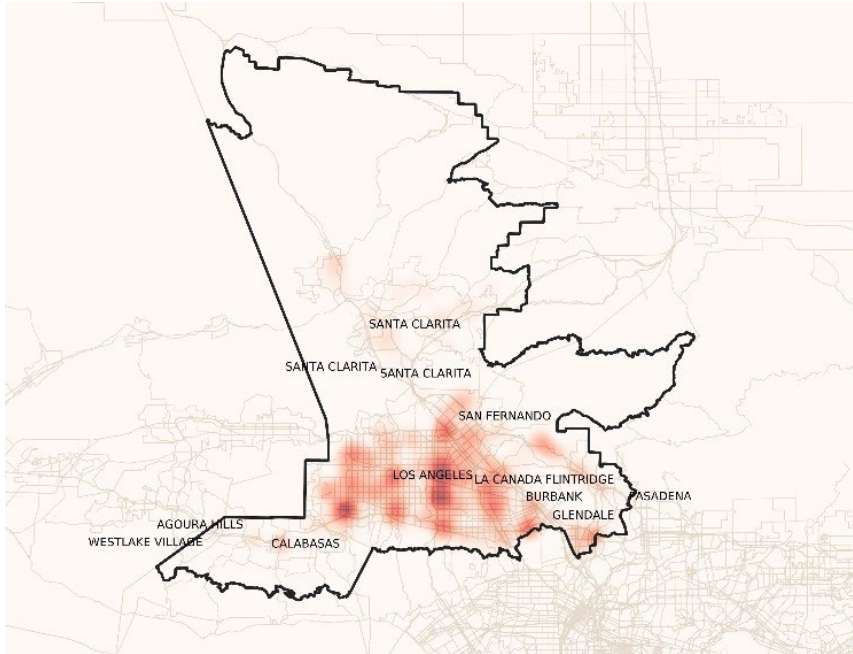 SANTA CLARITA
SANTA CLARITA
SANTA CLARITA
SAN FERNANDO
LOS ANGELES
LA CANADA FLINTRIDGE
BURBANK
PASADENA
GLENDALE
AGOURA HILLS
WESTLAKE VILLAGE
CALABASAS